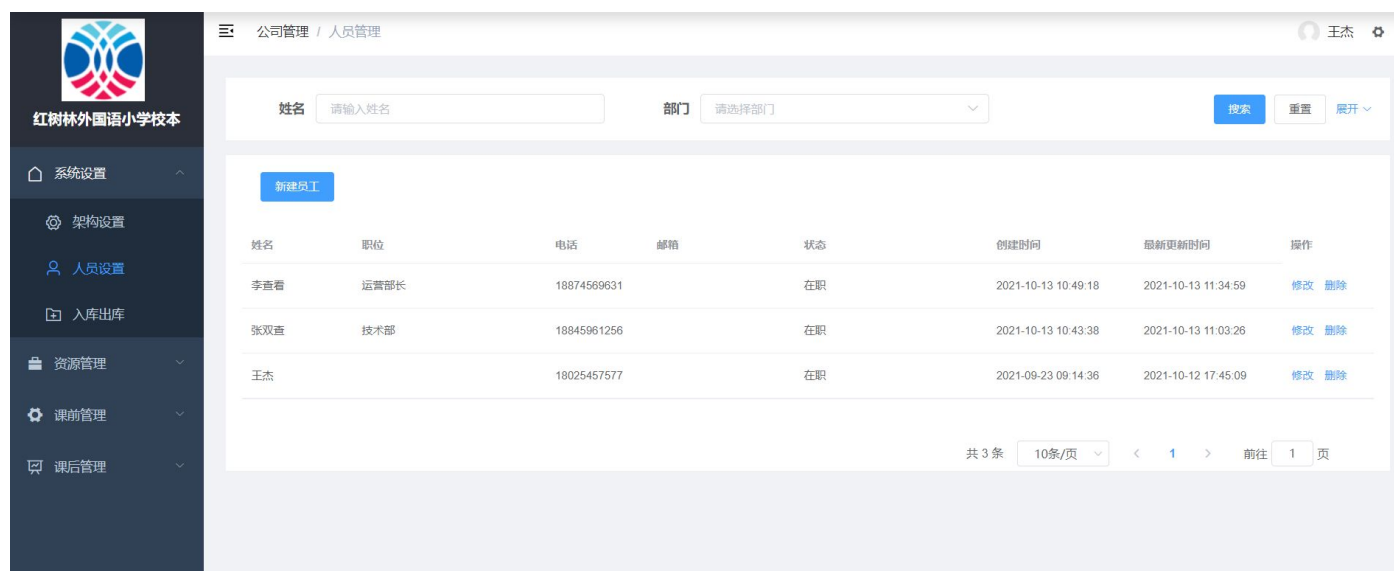 公司管理 / 人员管理
王杰
红树林外国语小学校本
姓名 请输入姓名 部门 请选择部门 搜索 重置 展开
系统设置
架构设置
人员设置
入库出库
资源管理
课前管理
课后管理
新建员工
姓名 职位 电话 邮箱 状态 创建时间 最新更新时间 操作
李查看 运营部长 18874569631 在职 2021-10-13 10:49:18 2021-10-13 11:34:59 修改 删除
张双查 技术部 18845961256 在职 2021-10-13 10:43:38 2021-10-13 11:03:26 修改 删除
王杰 18025457577 在职 2021-09-23 09:14:36 2021-10-12 17:45:09 修改 删除
共 3 条 10条/页 < 1 > 前往 1 页